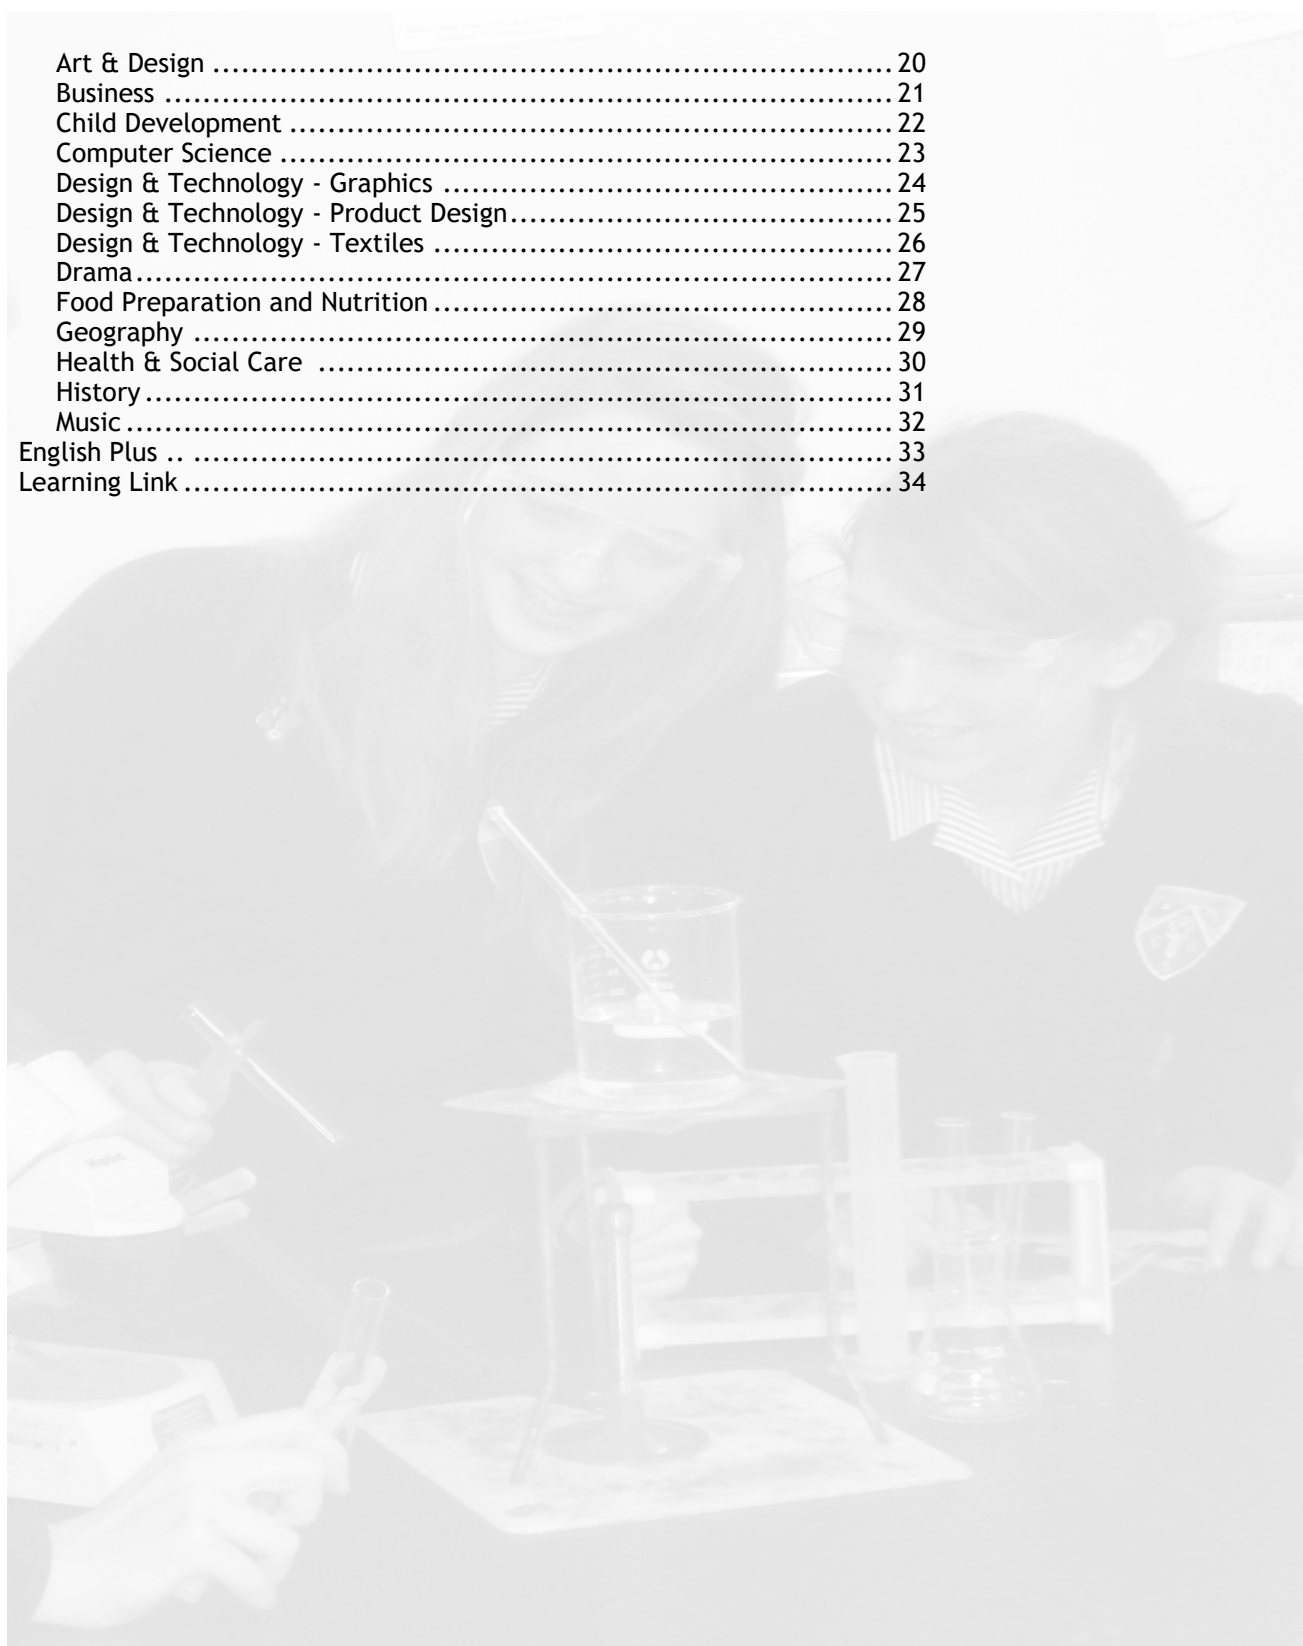 Art & Design ....................................................................... 20
Business ............................................................................ 21
Child Development ............................................................... 22
Computer Science ................................................................ 23
Design & Technology - Graphics ............................................... 24
Design & Technology - Product Design........................................ 25
Design & Technology - Textiles ................................................ 26
Drama............................................................................... 27
Food Preparation and Nutrition ................................................ 28
Geography ......................................................................... 29
Health & Social Care ............................................................ 30
History.............................................................................. 31
Music ................................................................................ 32
English Plus .. ......................................................................... 33
Learning Link .......................................................................... 34